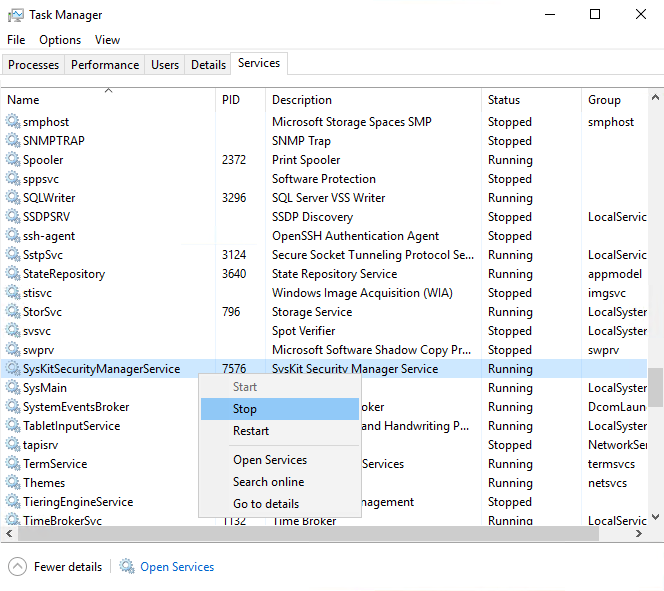 Task Manager
File Options View
Processes Performance Users Details Services
Name PID Description Status Group
smphost Microsoft Storage Spaces SMP Stopped smphost
SNMPTRAP SNMP Trap Stopped
Spooler 2372 Print Spooler Running
sppsvc Software Protection Stopped
SQLWriter 3296 SQL Server VSS Writer Running
SSDPSRV SSDP Discovery Stopped LocalServic
ssh-agent OpenSSH Authentication Agent Stopped
SstpSvc 3124 Secure Socket Tunneling Protocol Se... Running LocalServic
StateRepository 3640 State Repository Service Running appmodel
stisvc Windows Image Acquisition (WIA) Stopped imgsvc
StorSvc 796 Storage Service Running LocalSyster
svsvc Spot Verifier Stopped LocalSyster
swprv Microsoft Software Shadow Copy Pr... Stopped swprv
SysKitSecurityManagerService 7576 SysKit Security Manager Service Running
SysMain Start Running LocalSyster
SystemEventsBroker Stop oker Running DcomLaun
TabletInputService Restart and Handwriting P... Running LocalSyster
tapisrv Stopped NetworkSer
TermService Open Services Services Running termsvcs
Themes Search online Running netsvcs
TieringEngineService Go to details nagement Stopped
TimeBrokerSvc 1132 Time Broker Running LocalServic
Fewer details Open Services